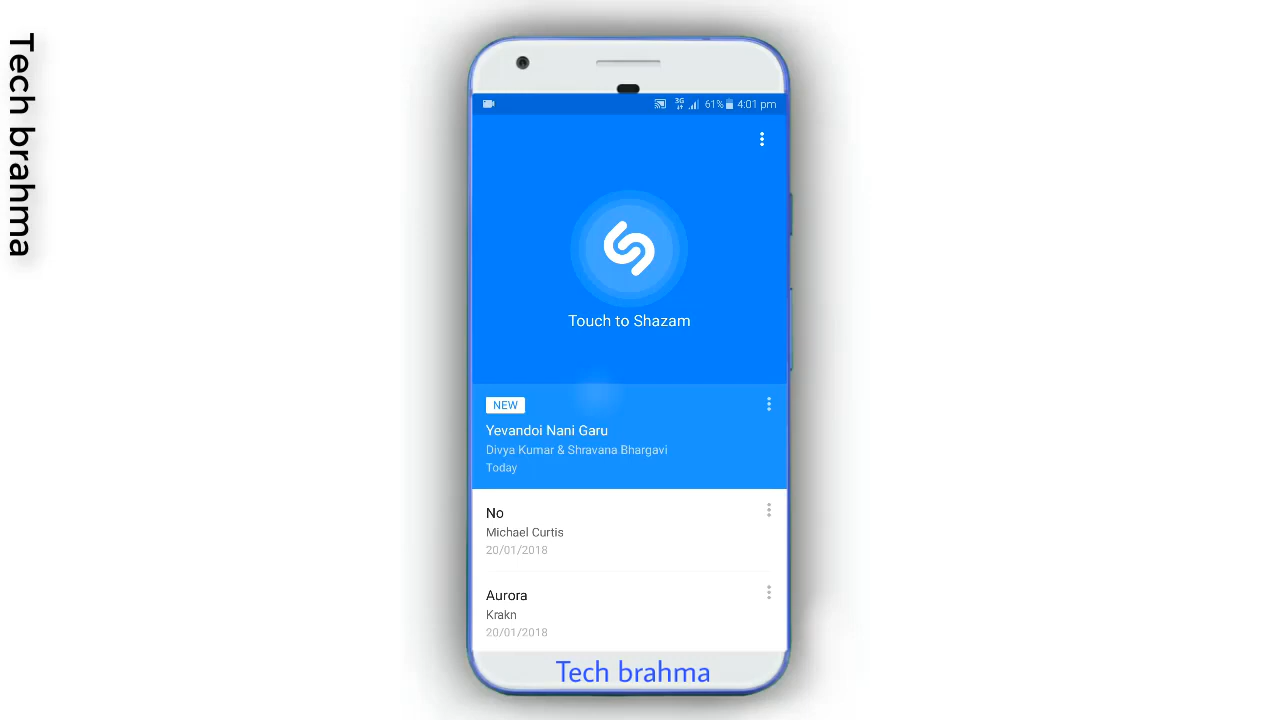 Tech brahma
3G 61% 4:01 pm
Touch to Shazam
NEW
Yevandoi Nani Garu
Divya Kumar & Shravana Bhargavi
Today
No
Michael Curtis
20/01/2018
Aurora
Krakn
20/01/2018
Tech brahma